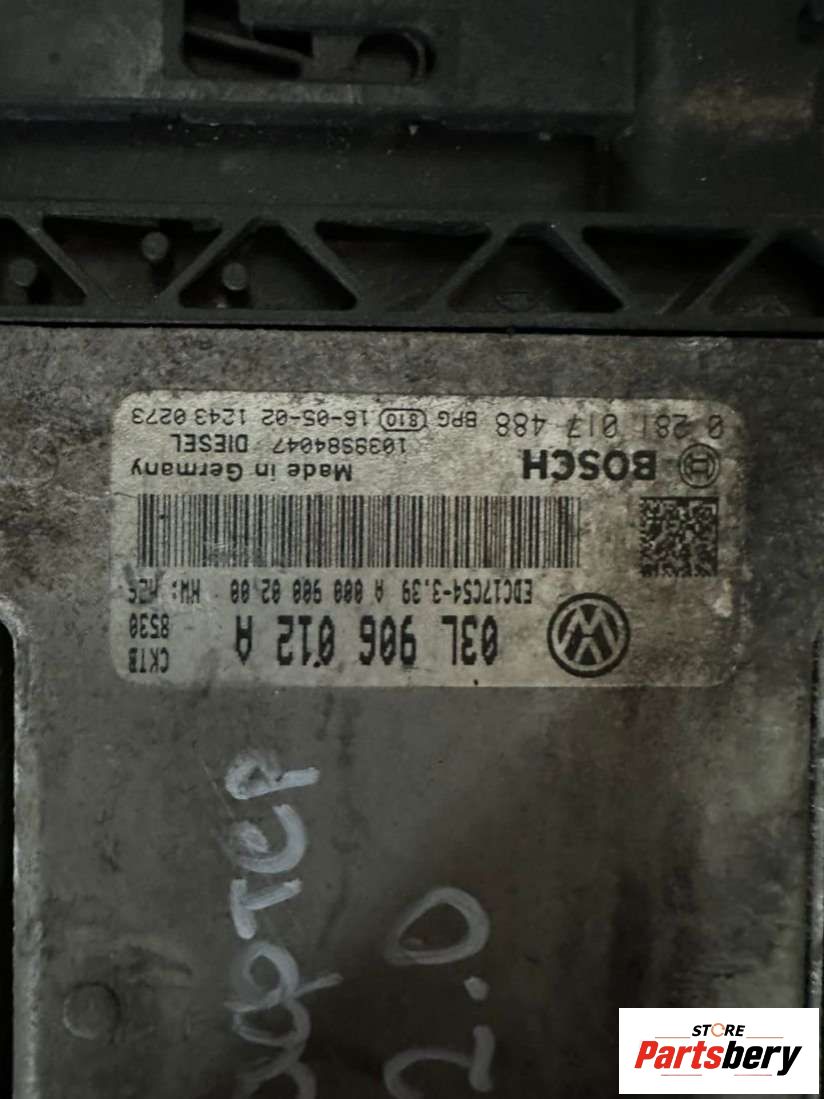 03L 906 012 A CKTB
8530
EDC17C54-3.39 A 000 900 02 00 HW:
BOSCH Made in Germany
1039S84047 DIESEL
0 281 017 488 BPG 810 16-05-02 1243 0273
2.0
STORE
Partsbery